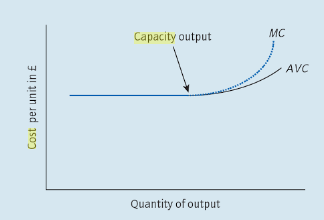 MC
Capacity output
AVC
Cost per unit in £
Quantity of output